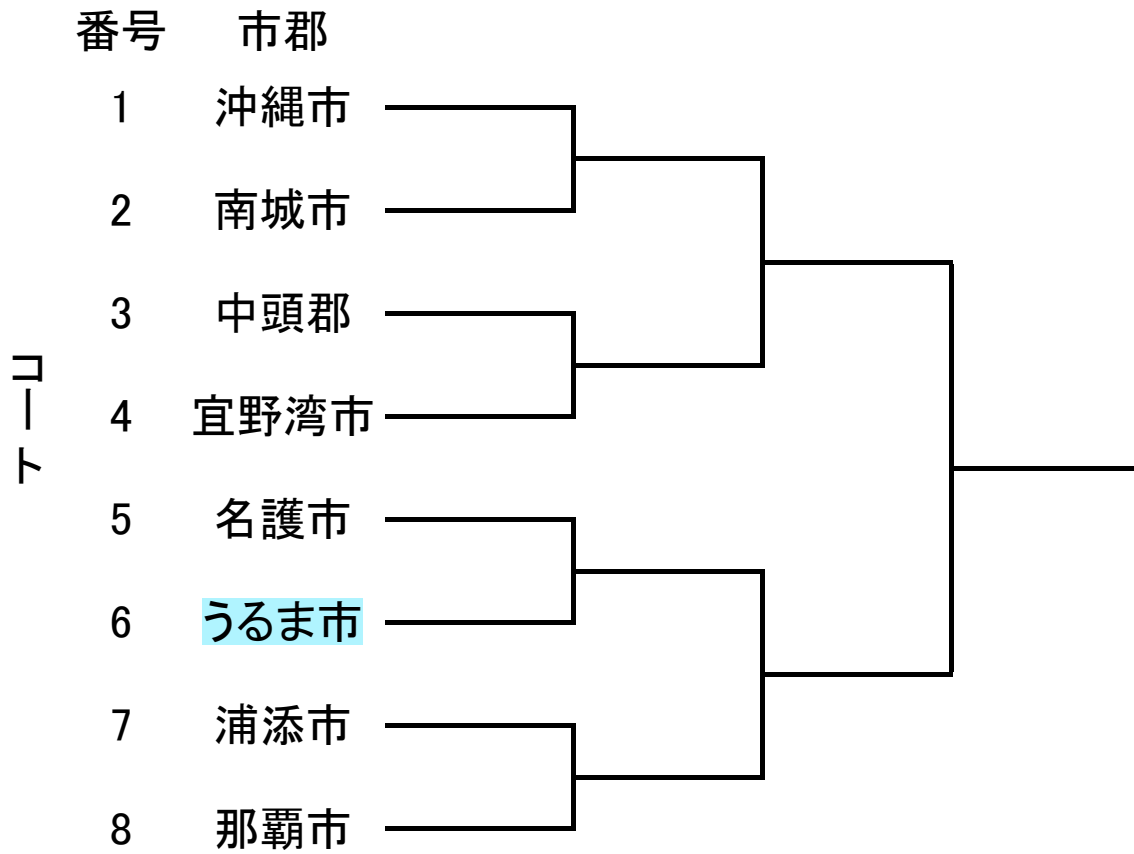 番号 市郡
1 沖縄市
2 南城市
3 中頭郡
4 宜野湾市
5 名護市
6 うるま市
7 浦添市
8 那覇市
コート